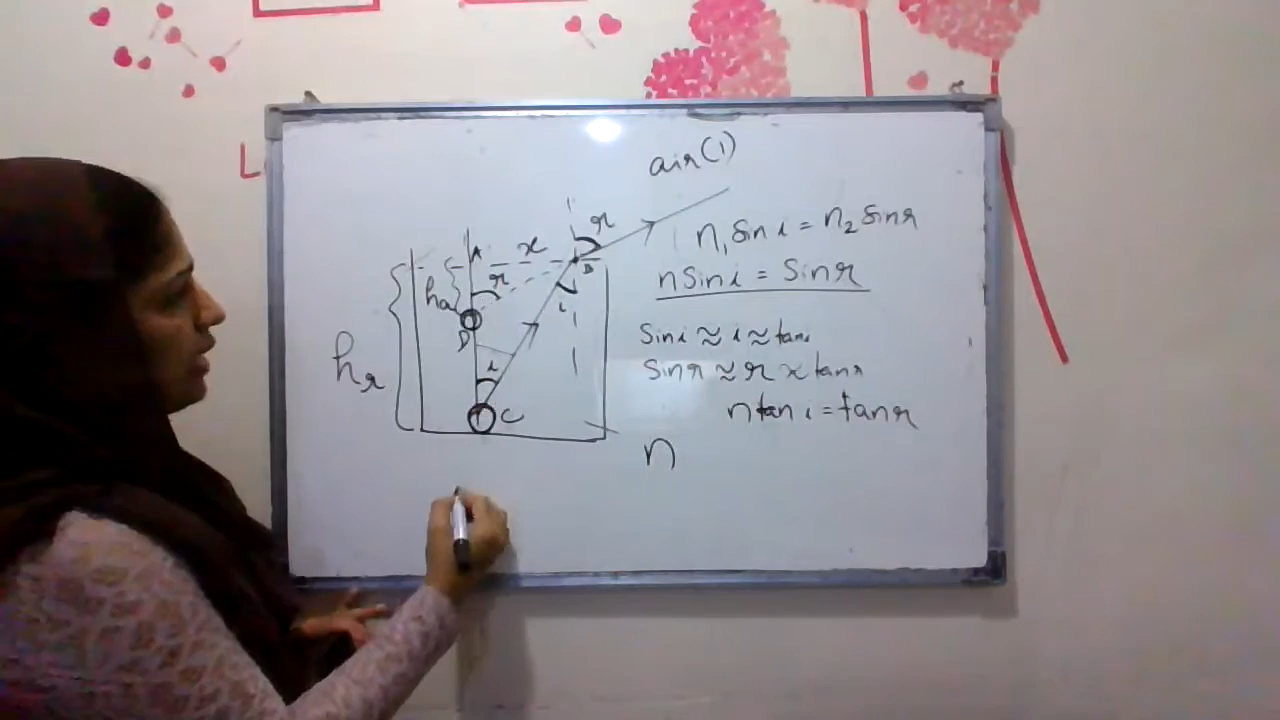 air(1)
r
n₁ sin i = n₂ sin r
A
x
B
n sin i = sin r
hₐ
r
i
D
sin i ≈ i ≈ tan i
hᵣ
i
sin r ≈ r x tan r
C
n tan i = tan r
n
L